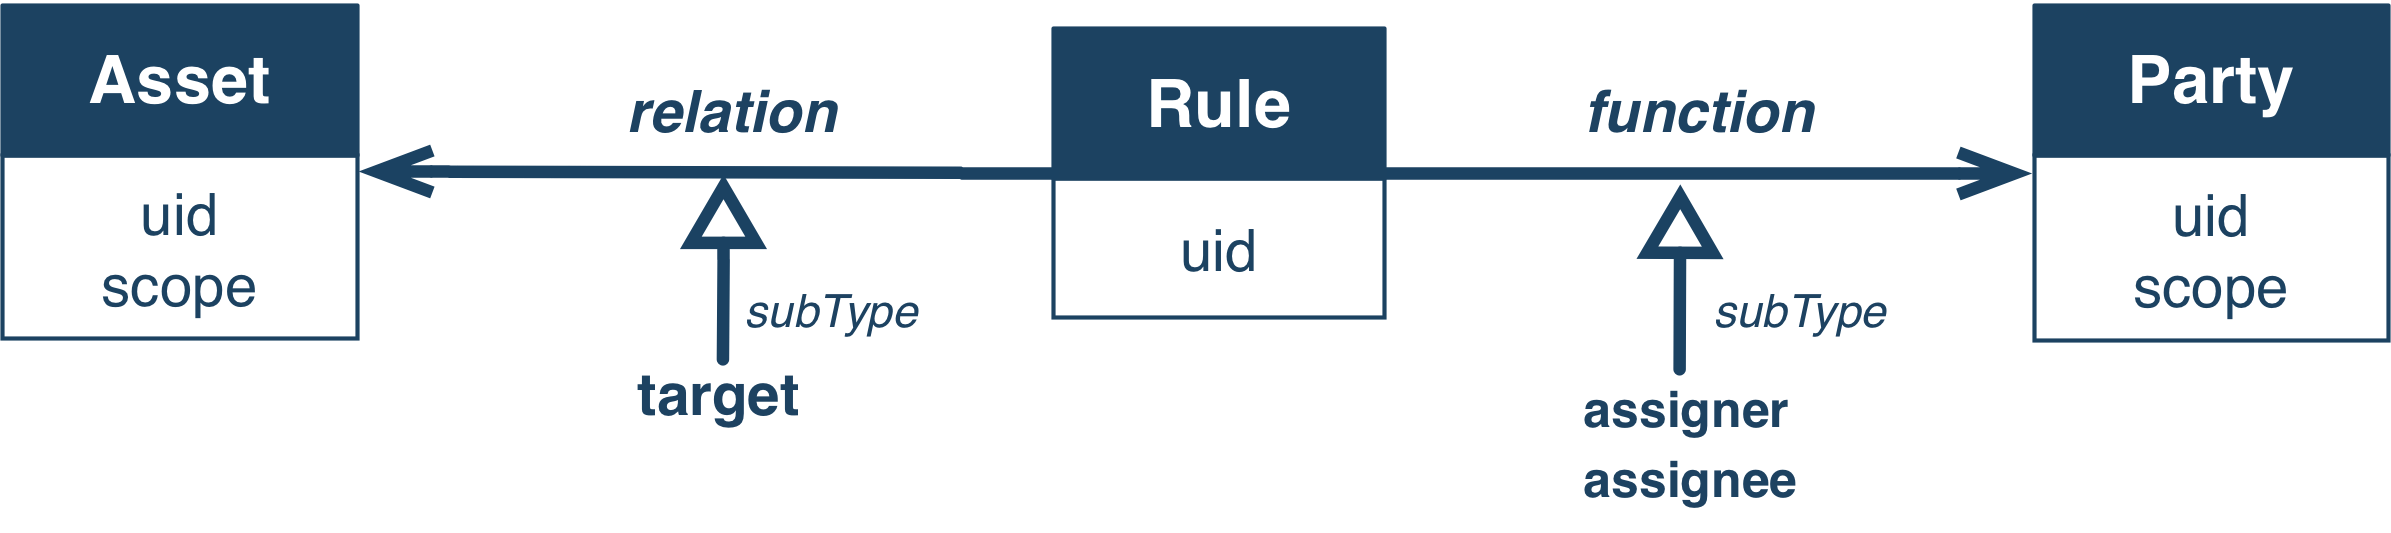 Asset
uid
scope
relation
subType
target
Rule
uid
function
subType
assigner
assignee
Party
uid
scope